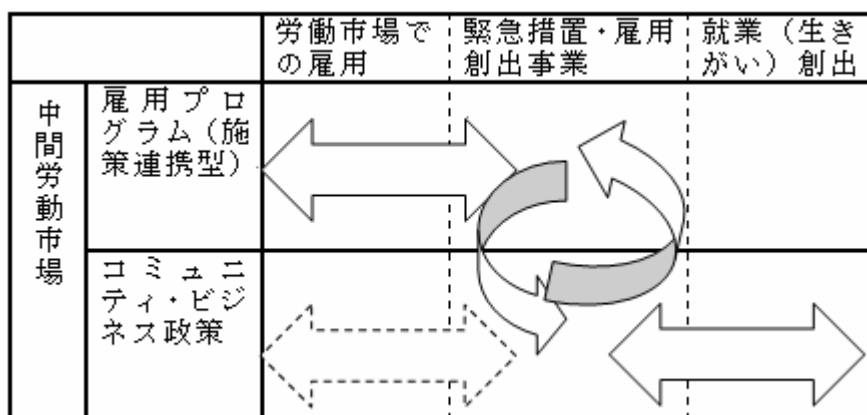 労働市場で
の雇用
緊急措置・雇用
創出事業
就業（生き
がい）創出
中間労働市場
雇用プロ
グラム（施
策連携型）
コミュニ
ティ・ビジ
ネス政策